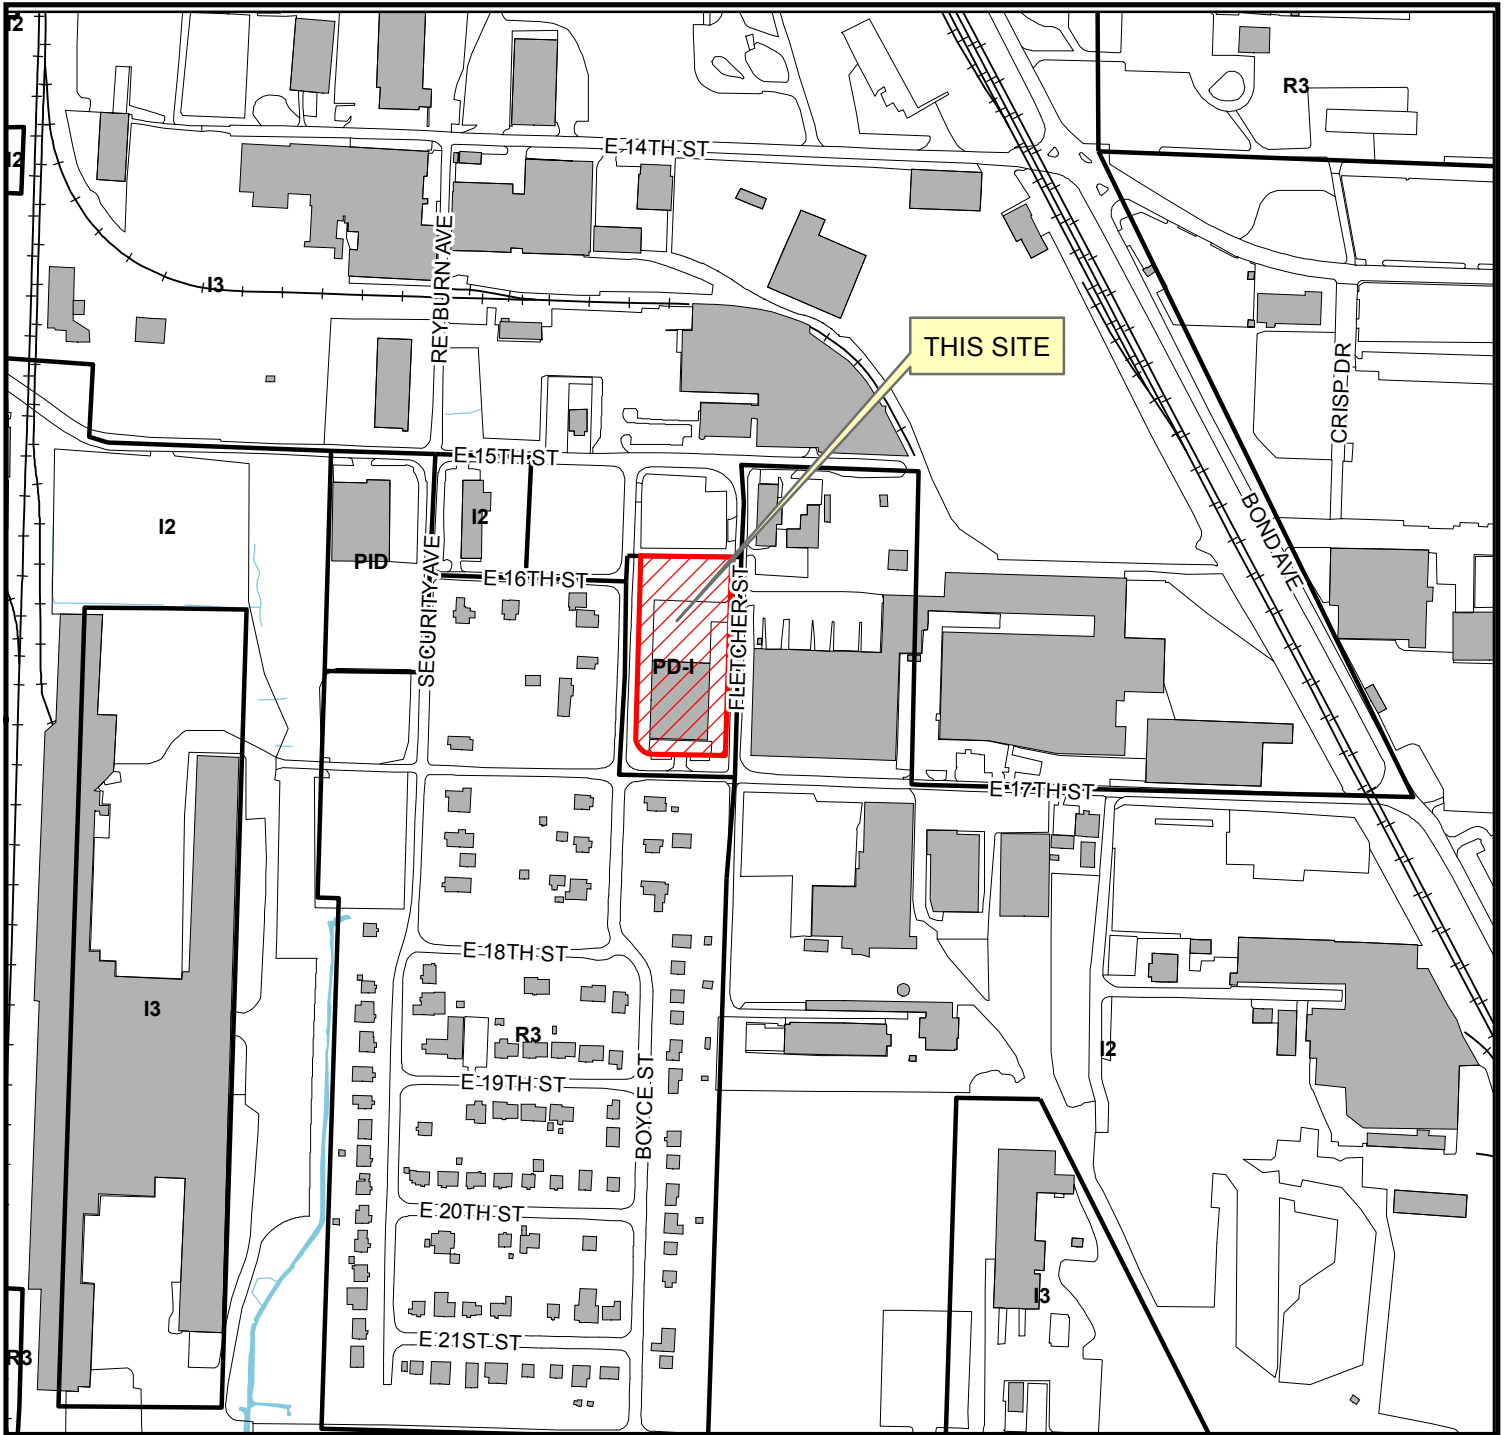 I2
R3
E 14TH ST
I2
REYBURN AVE
I3
THIS SITE
CRISP DR
E 15TH ST
I2
I2
BOND AVE
PID
SECURITY AVE
E 16TH ST
FLETCHER ST
PD-I
E 17TH ST
E 18TH ST
I3
R3
I2
E 19TH ST
BOYCE ST
E 20TH ST
I3
E 21ST ST
R3